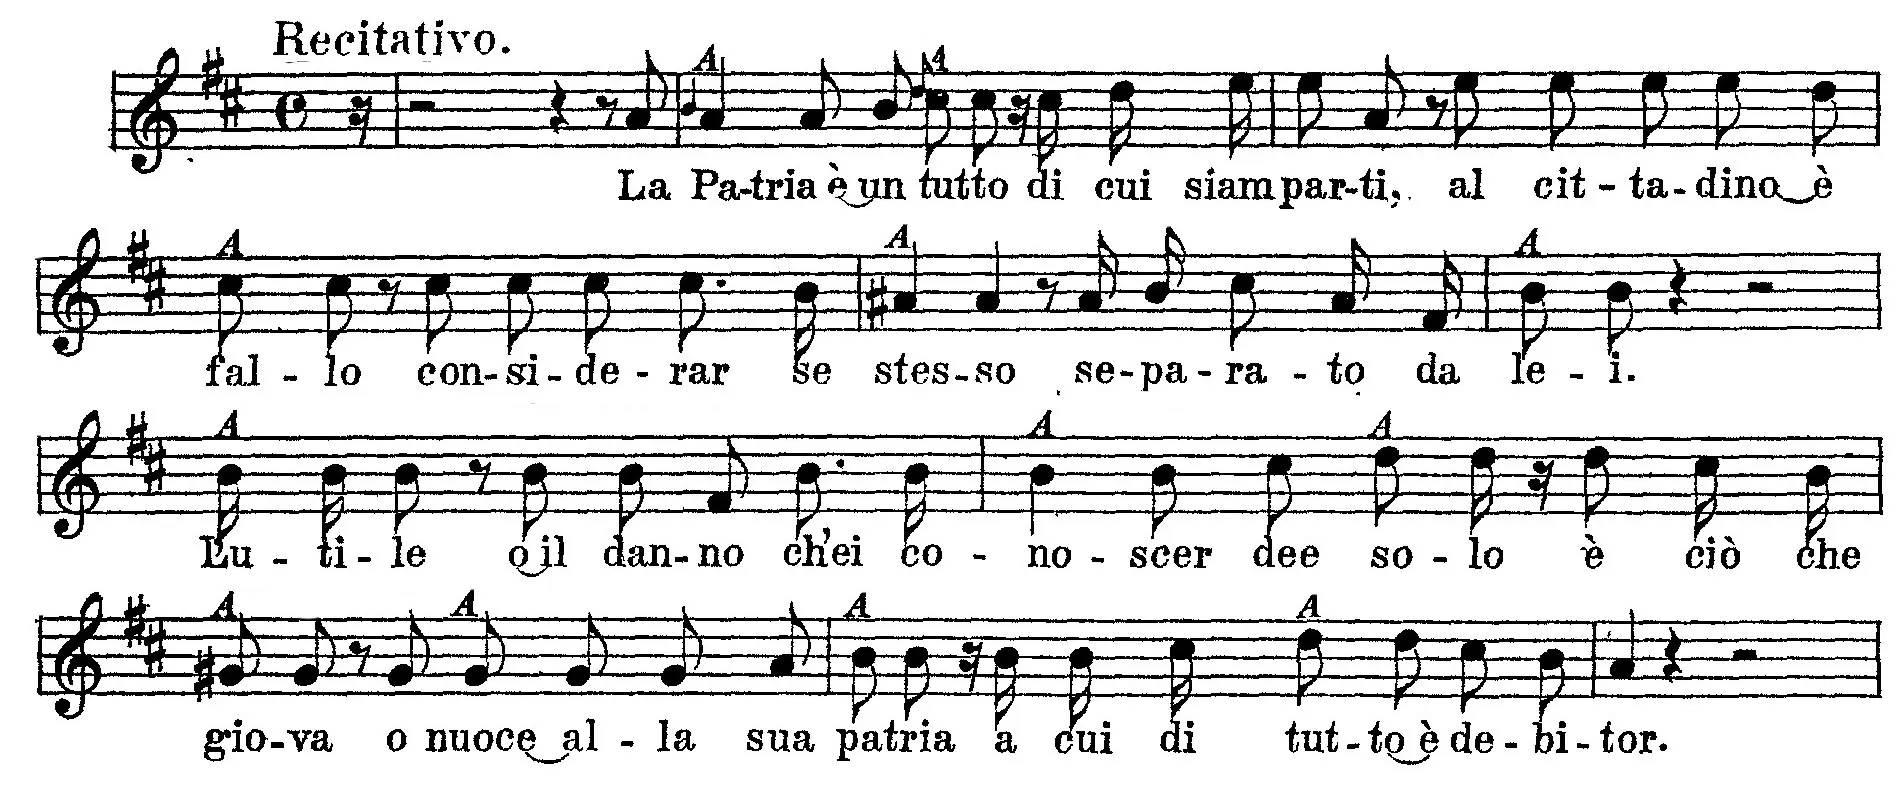 Recitativo.
A A
La Pa-tria è un tutto di cui siam par-ti, al cit-ta-dino è
A A A
fal-lo con-si-de-rar se stes-so se-pa-ra-to da le-i.
A A A
L'u-ti-le o il dan-no ch'ei co-no-scer dee so-lo è ciò che
A A A A
gio-va o nuoce al-la sua patria a cui di tut-to è de-bi-tor.